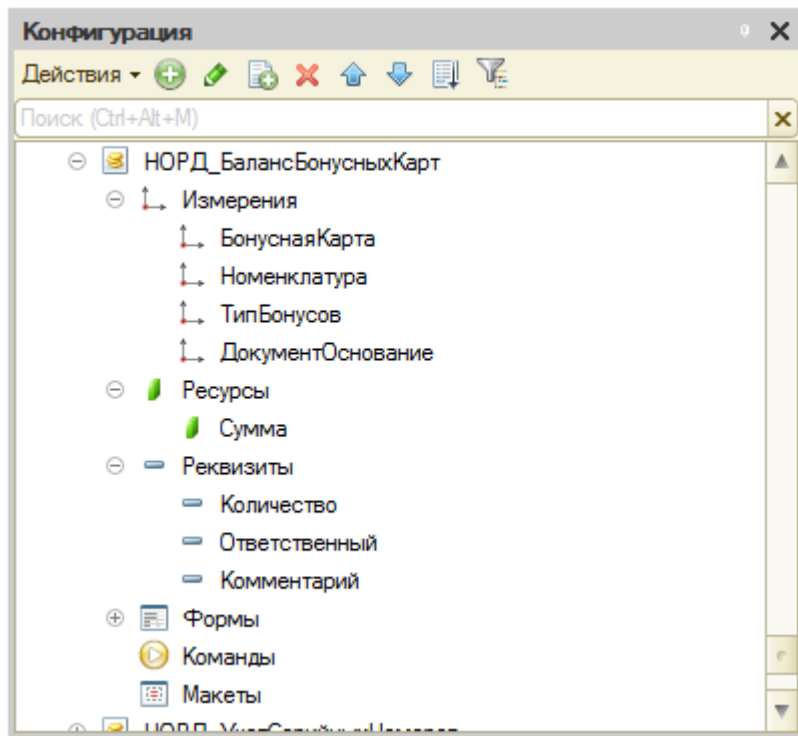 Конфигурация
Действия
Поиск (Ctrl+Alt+M)
НОРД_БалансБонусныхКарт
Измерения
БонуснаяКарта
Номенклатура
ТипБонусов
ДокументОснование
Ресурсы
Сумма
Реквизиты
Количество
Ответственный
Комментарий
Формы
Команды
Макеты